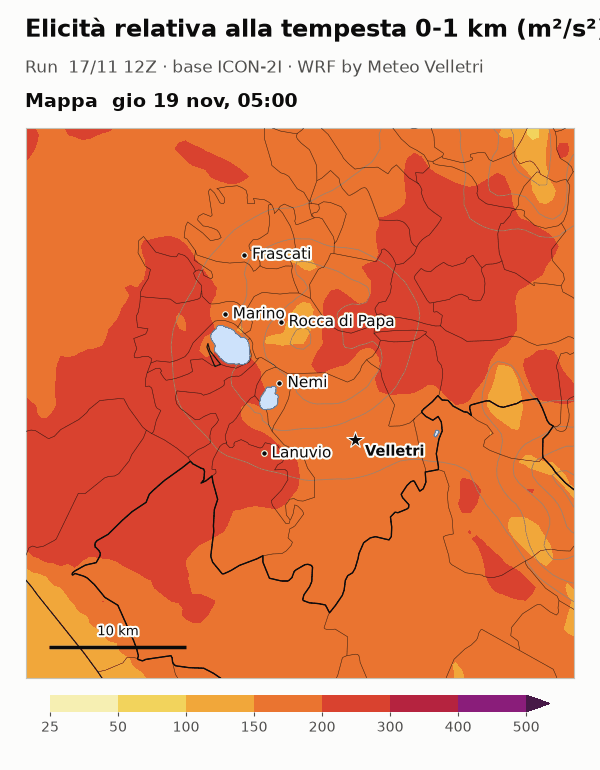 Elicità relativa alla tempesta 0-1 km (m²/s²)
Run  17/11 12Z · base ICON-2I · WRF by Meteo Velletri
Mappa  gio 19 nov, 05:00
Frascati
Marino
Rocca di Papa
Nemi
Velletri
Lanuvio
10 km
25 50 100 150 200 300 400 500